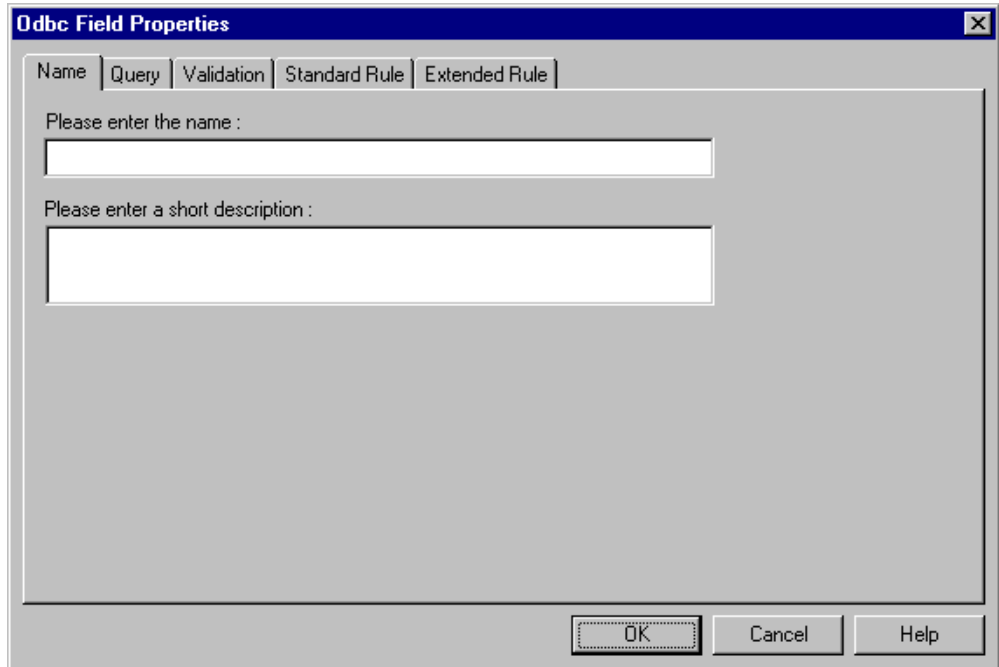 Odbc Field Properties
Name Query Validation Standard Rule Extended Rule
Please enter the name :
Please enter a short description :
OK Cancel Help